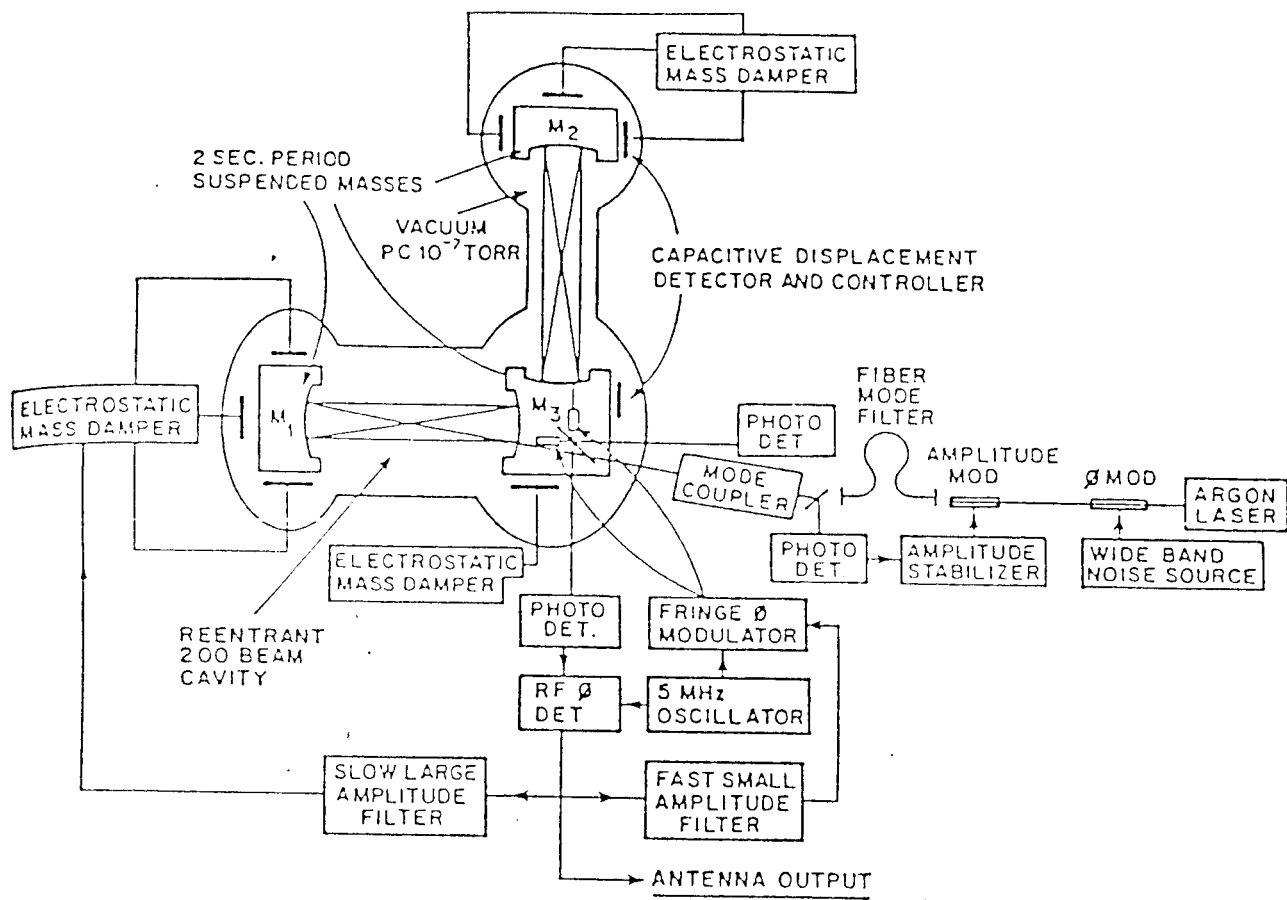 ELECTROSTATIC
MASS DAMPER
M2
2 SEC. PERIOD
SUSPENDED MASSES
VACUUM
PC 10⁻⁷ TORR
CAPACITIVE DISPLACEMENT
DETECTOR AND CONTROLLER
ELECTROSTATIC
MASS DAMPER
M1
M3
PHOTO
DET.
MODE
COUPLER
FIBER
MODE
FILTER
AMPLITUDE
MOD
Ø MOD
ARGON
LASER
PHOTO
DET.
AMPLITUDE
STABILIZER
WIDE BAND
NOISE SOURCE
ELECTROSTATIC
MASS DAMPER
REENTRANT
200 BEAM
CAVITY
PHOTO
DET.
FRINGE Ø
MODULATOR
RF Ø
DET
5 MHz
OSCILLATOR
SLOW LARGE
AMPLITUDE
FILTER
FAST SMALL
AMPLITUDE
FILTER
ANTENNA OUTPUT